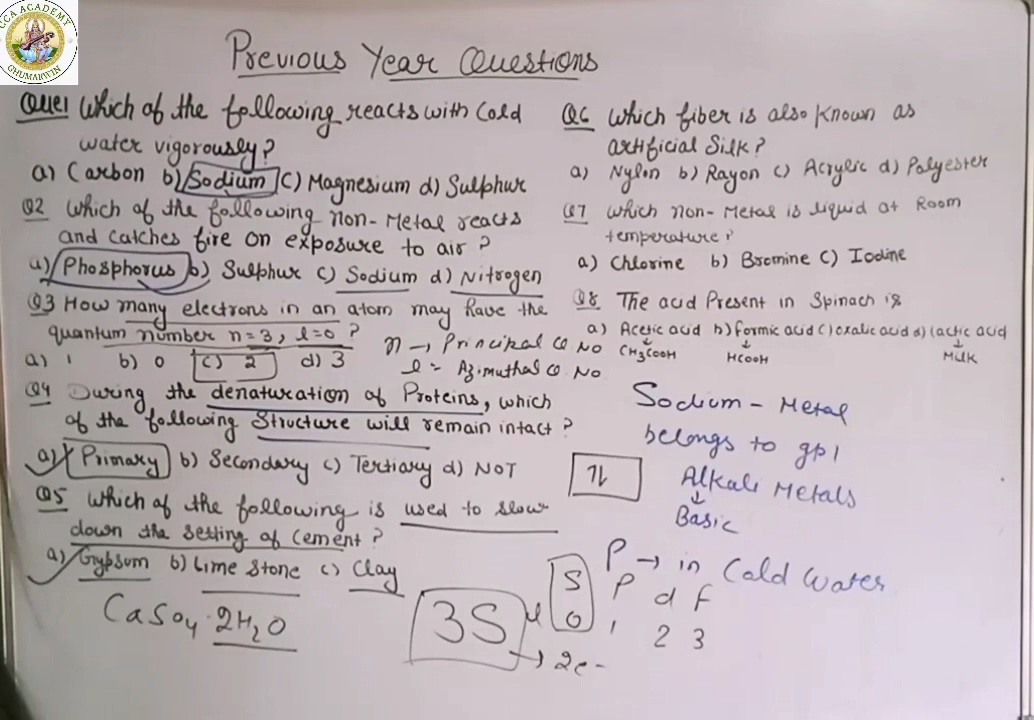 CCA ACADEMY
GHUMARWIN
Previous Year Questions
Que1 Which of the following reacts with Cold
water vigorously?
a) Carbon b) Sodium (C) Magnesium d) Sulphur
Q2 Which of the following non-Metal reacts
and catches fire on exposure to air ?
a) Phosphorus b) Sulphur c) Sodium d) Nitrogen
Q3 How many electrons in an atom may have the
quantum number n=3, l=0 ?
a) 1 b) 0 (c) 2 d) 3
n → Principal Q No
l = Azimuthal Q. No
Q4 During the denaturation of Proteins, which
of the following Structure will remain intact ?
a) Primary b) Secondary c) Tertiary d) NOT
Q5 Which of the following is used to slow
down the setting of Cement ?
a) Gypsum b) Lime Stone c) Clay
CaSO4 . 2H2O
3S
→ 2e-
Q6 Which fiber is also Known as
artificial Silk ?
a) Nylon b) Rayon c) Acrylic d) Polyester
Q7 Which Non-Metal is liquid at Room
temperature ?
a) Chlorine b) Bromine C) Iodine
Q8 The acid Present in Spinach is
a) Acetic acid b) formic acid c) oxalic acid d) lactic acid
CH3COOH HCOOH Milk
Sodium - Metal
belongs to gp1
Alkali Metals
↓
Basic
⇅
P → in Cold Water
l S P d f
0 1 2 3